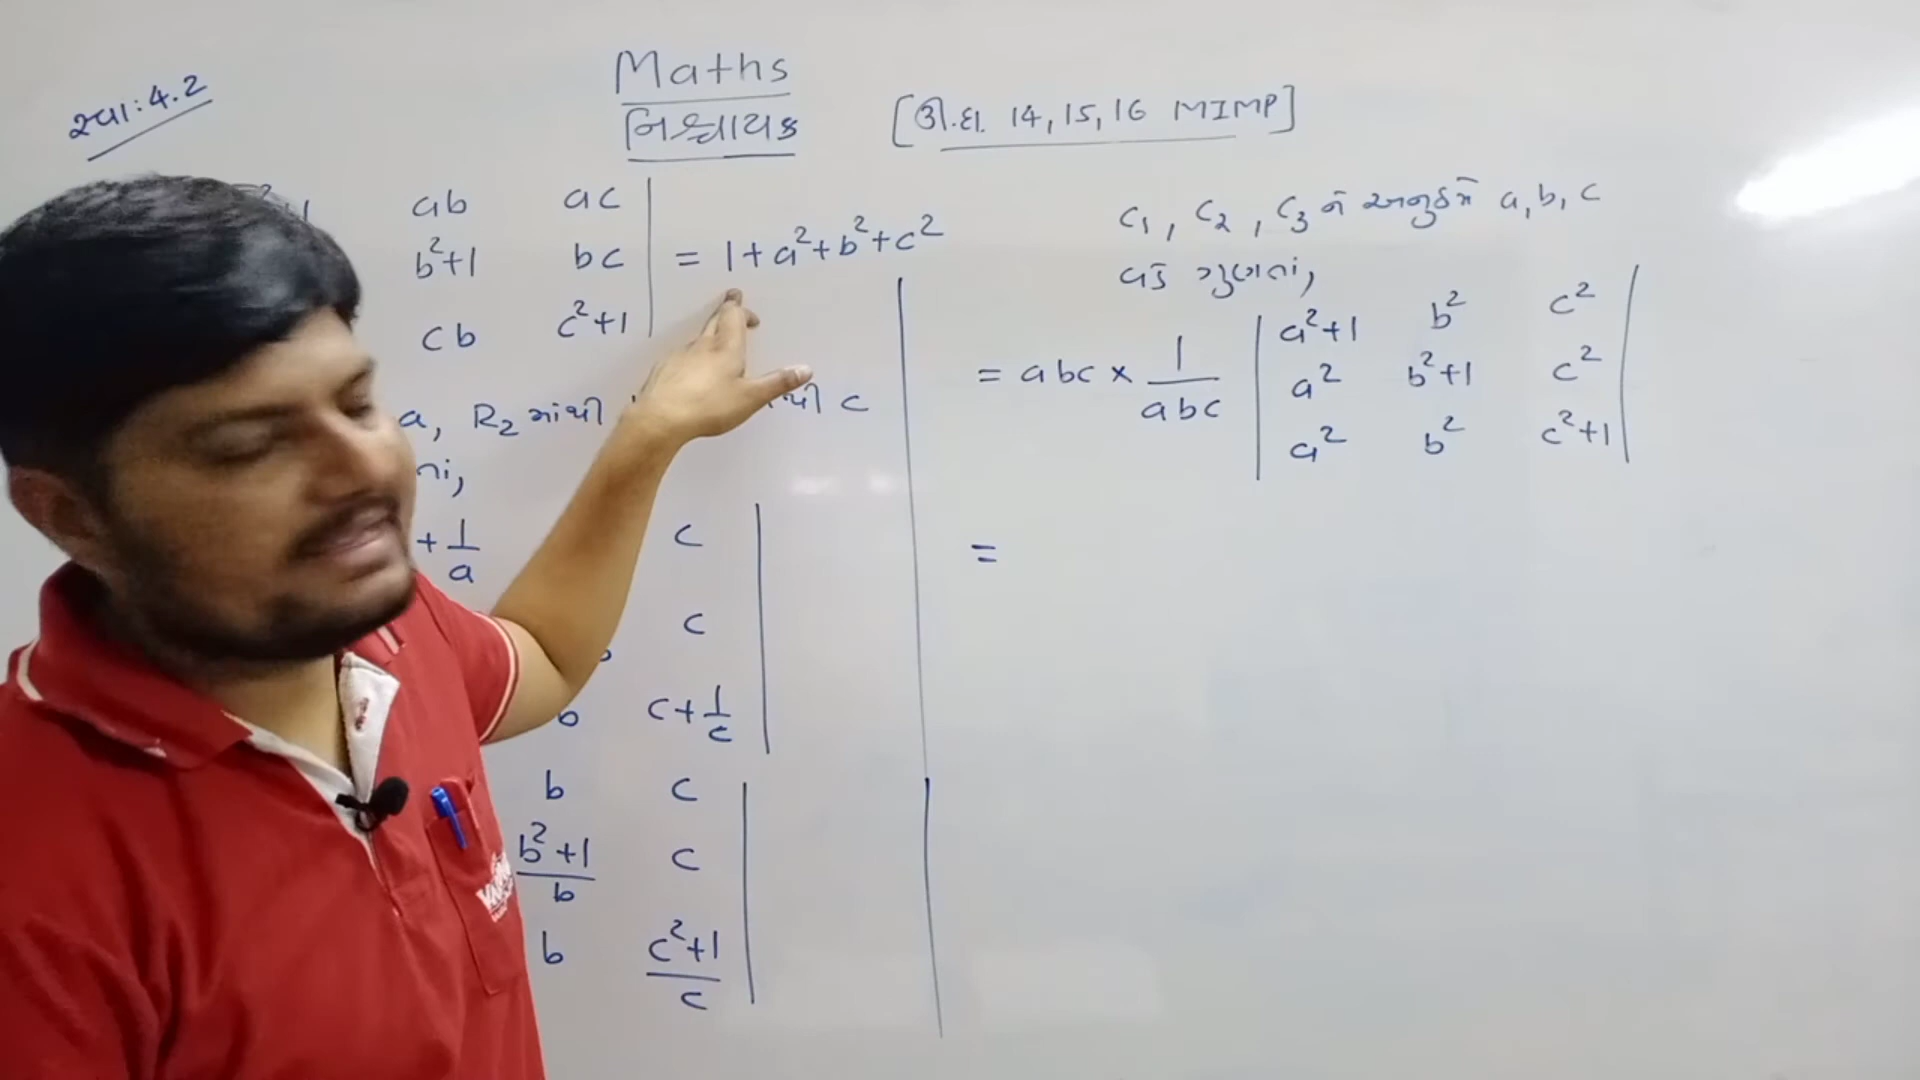 સ્વા: 4.2
Maths
નિશ્ચાયક
[ઊ.દા. 14, 15, 16 MIMP]
ab ac
b²+1 bc = 1+a²+b²+c²
cb c²+1
a, R₂ માંથી c
+ 1/a c
c
b c+1/c
b c
b²+1/b c
b c²+1/c
C₁, C₂, C₃ ને અનુક્રમે a, b, c
વડે ગુણતાં,
= abc × 1/abc | a²+1 b² c² |
| a² b²+1 c² |
| a² b² c²+1 |
=